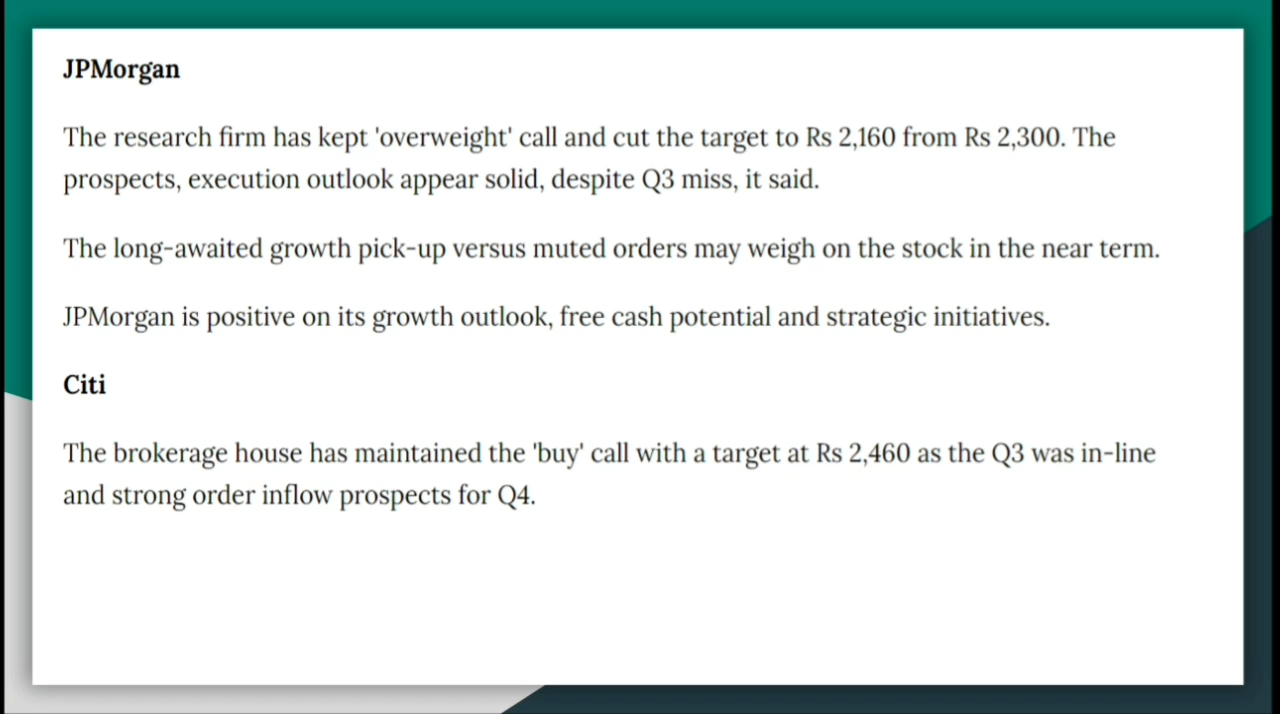 JPMorgan
The research firm has kept 'overweight' call and cut the target to Rs 2,160 from Rs 2,300. The
prospects, execution outlook appear solid, despite Q3 miss, it said.
The long-awaited growth pick-up versus muted orders may weigh on the stock in the near term.
JPMorgan is positive on its growth outlook, free cash potential and strategic initiatives.
Citi
The brokerage house has maintained the 'buy' call with a target at Rs 2,460 as the Q3 was in-line
and strong order inflow prospects for Q4.